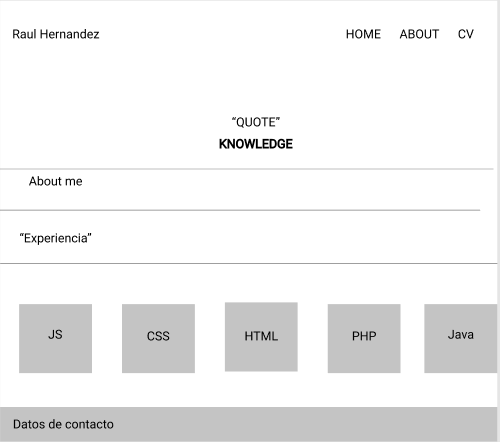 Raul Hernandez HOME ABOUT CV
“QUOTE”
KNOWLEDGE
About me
“Experiencia”
JS CSS HTML PHP Java
Datos de contacto